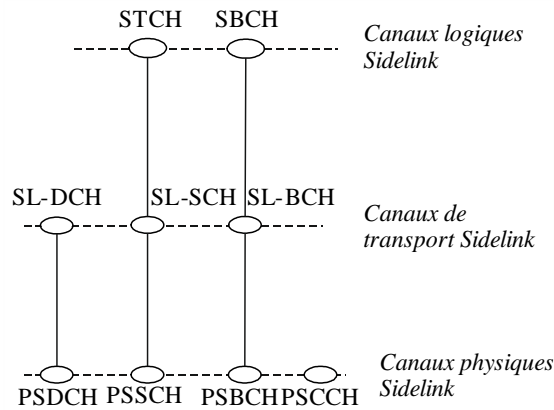 STCH SBCH
Canaux logiques
Sidelink
SL-DCH SL-SCH SL-BCH
Canaux de
transport Sidelink
Canaux physiques
Sidelink
PSDCH PSSCH PSBCH PSCCH